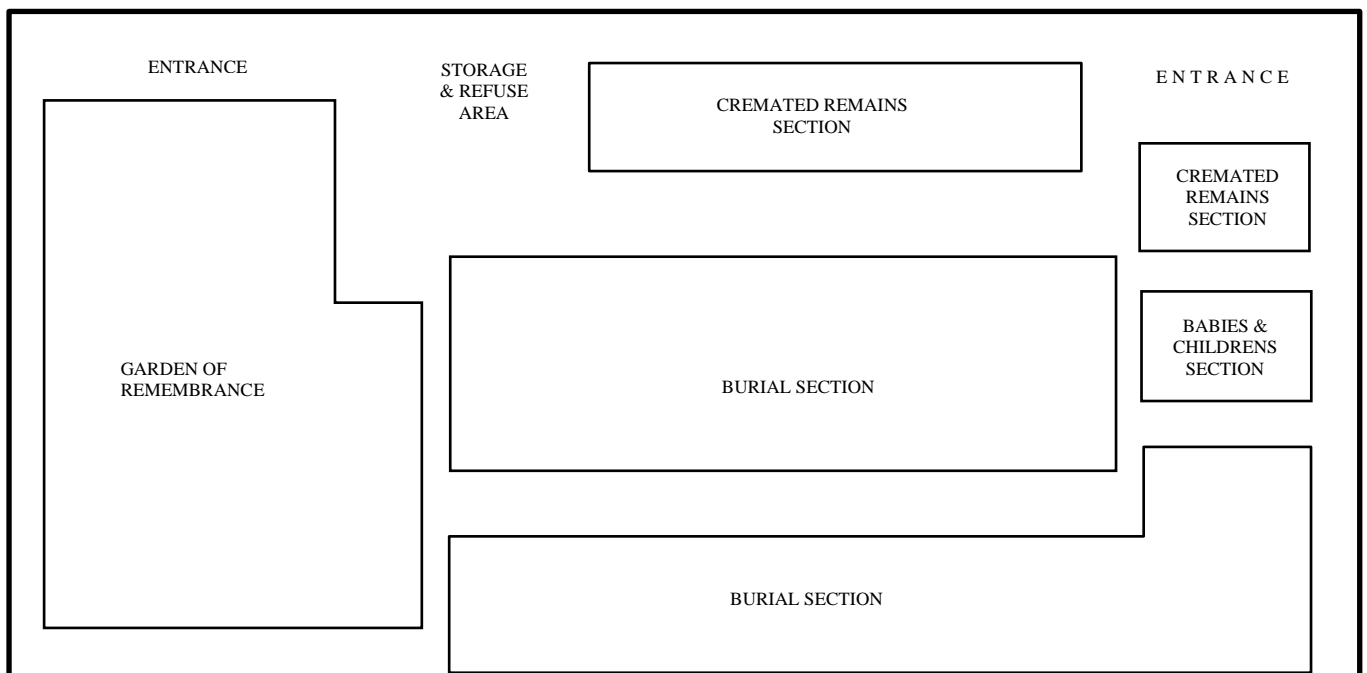 ENTRANCE
STORAGE
& REFUSE
AREA
CREMATED REMAINS
SECTION
E N T R A N C E
CREMATED
REMAINS
SECTION
GARDEN OF
REMEMBRANCE
BURIAL SECTION
BABIES &
CHILDRENS
SECTION
BURIAL SECTION